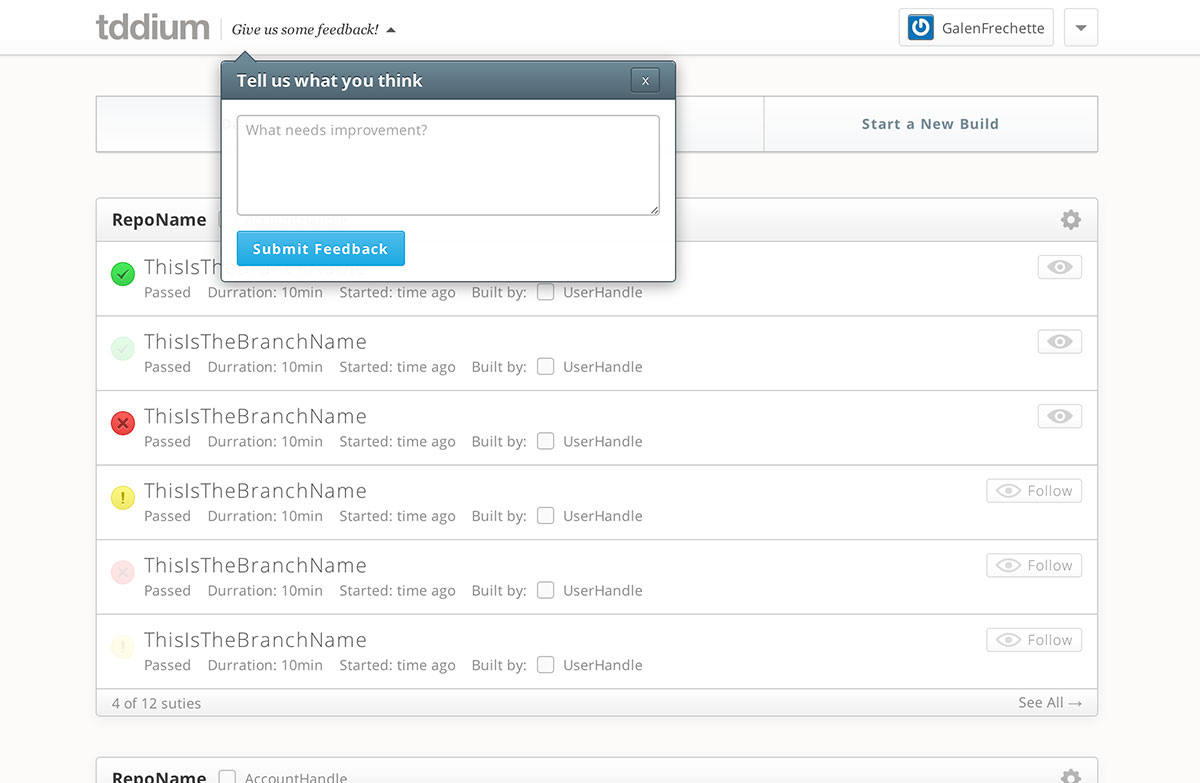 tddium
Give us some feedback!
GalenFrechette
Tell us what you think
x
What needs improvement?
Submit Feedback
Start a New Build
RepoName AccountHandle
ThisIsTh
Passed Durration: 10min Started: time ago Built by: UserHandle
ThisIsTheBranchName
Passed Durration: 10min Started: time ago Built by: UserHandle
ThisIsTheBranchName
Passed Durration: 10min Started: time ago Built by: UserHandle
ThisIsTheBranchName
Follow
Passed Durration: 10min Started: time ago Built by: UserHandle
ThisIsTheBranchName
Follow
Passed Durration: 10min Started: time ago Built by: UserHandle
ThisIsTheBranchName
Follow
Passed Durration: 10min Started: time ago Built by: UserHandle
4 of 12 suties
See All →
RepoName AccountHandle